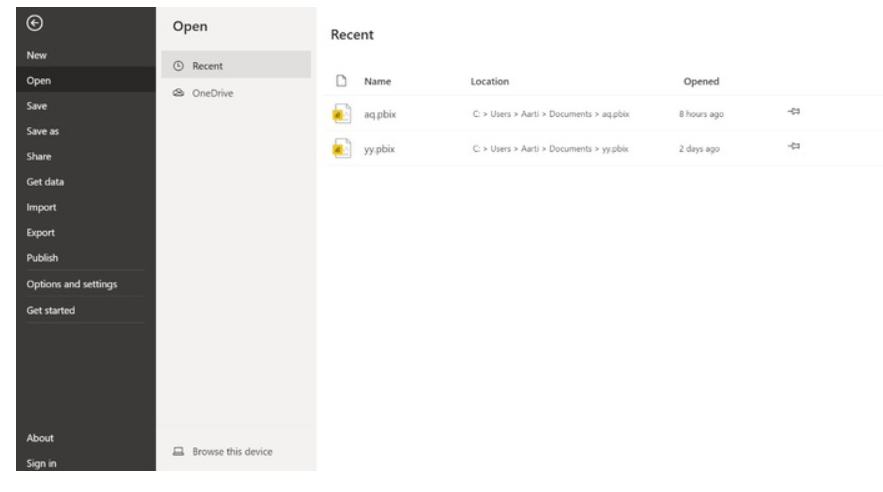 New
Open
Save
Save as
Share
Get data
Import
Export
Publish
Options and settings
Get started
About
Sign in
Open
Recent
OneDrive
Browse this device
Recent
Name Location Opened
aq.pbix C: > Users > Aarti > Documents > aq.pbix 8 hours ago
yy.pbix C: > Users > Aarti > Documents > yy.pbix 2 days ago